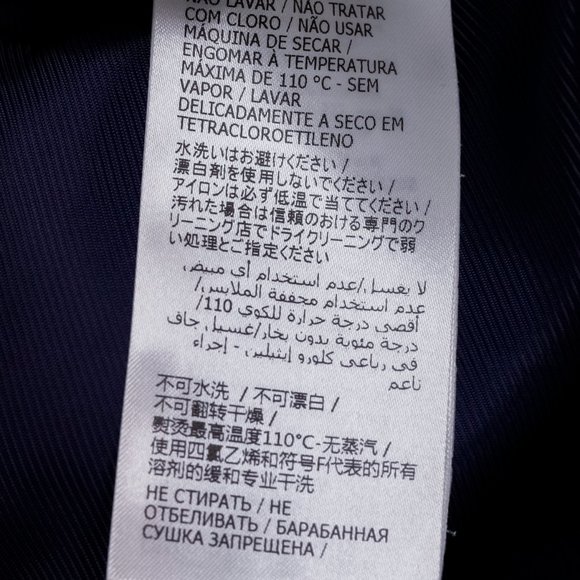 NÃO LAVAR / NÃO TRATAR
COM CLORO / NÃO USAR
MÁQUINA DE SECAR /
ENGOMAR À TEMPERATURA
MÁXIMA DE 110 °C - SEM
VAPOR / LAVAR
DELICADAMENTE A SECO EM
TETRACLOROETILENO
水洗いはお避けください /
漂白剤を使用しないでください /
アイロンは必ず低温で当ててください /
汚れた場合は信頼のおける専門のク
リーニング店でドライクリーニングで弱
い処理とご指定ください
لا يغسل/عدم استخدام أي مبيض/
عدم استخدام مجففة الملابس/
أقصى درجة حرارة للكوي 110/
درجة مئوية بدون بخار/غسيل جاف
في رباعي كلورو إيثيلين - إجراء
ناعم
不可水洗 / 不可漂白 /
不可翻转干燥 /
熨烫最高温度110°C-无蒸汽 /
使用四氯乙烯和符号F代表的所有
溶剂的缓和专业干洗
НЕ СТИРАТЬ / НЕ
ОТБЕЛИВАТЬ / БАРАБАННАЯ
СУШКА ЗАПРЕЩЕНА /